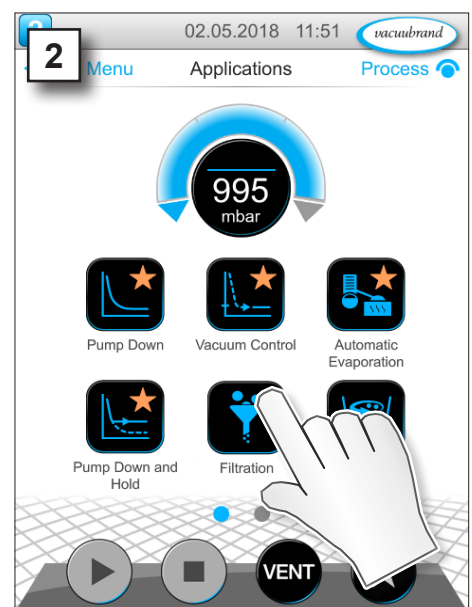 02.05.2018 11:51 vacuubrand
2 Menu Applications Process
995
mbar
Pump Down Vacuum Control Automatic
Evaporation
Pump Down and
Hold
Filtration
VENT